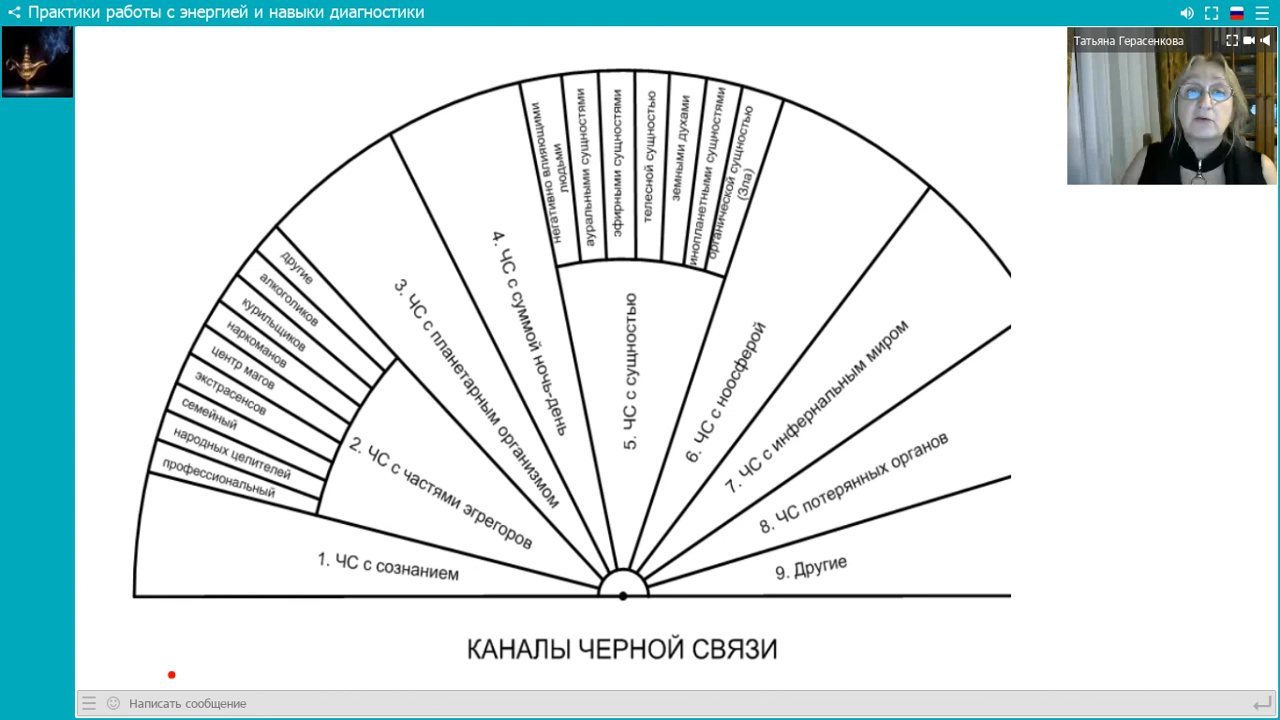 Практики работы с энергией и навыки диагностики
Татьяна Герасенкова
негативно влияющими
людьми
ауральными сущностями
эфирными сущностями
телесной сущностью
земными духами
инопланетными сущностями
органической сущностью
(Зла)
другие
алкоголиков
курильщиков
наркоманов
центр магов
экстрасенсов
семейный
народных целителей
профессиональный
1. ЧС с сознанием
2. ЧС с частями эгрегоров
3. ЧС с планетарным организмом
4. ЧС с суммой ночь-день
5. ЧС с сущностью
6. ЧС с ноосферой
7. ЧС с инфернальным миром
8. ЧС потерянных органов
9. Другие
КАНАЛЫ ЧЕРНОЙ СВЯЗИ
Написать сообщение